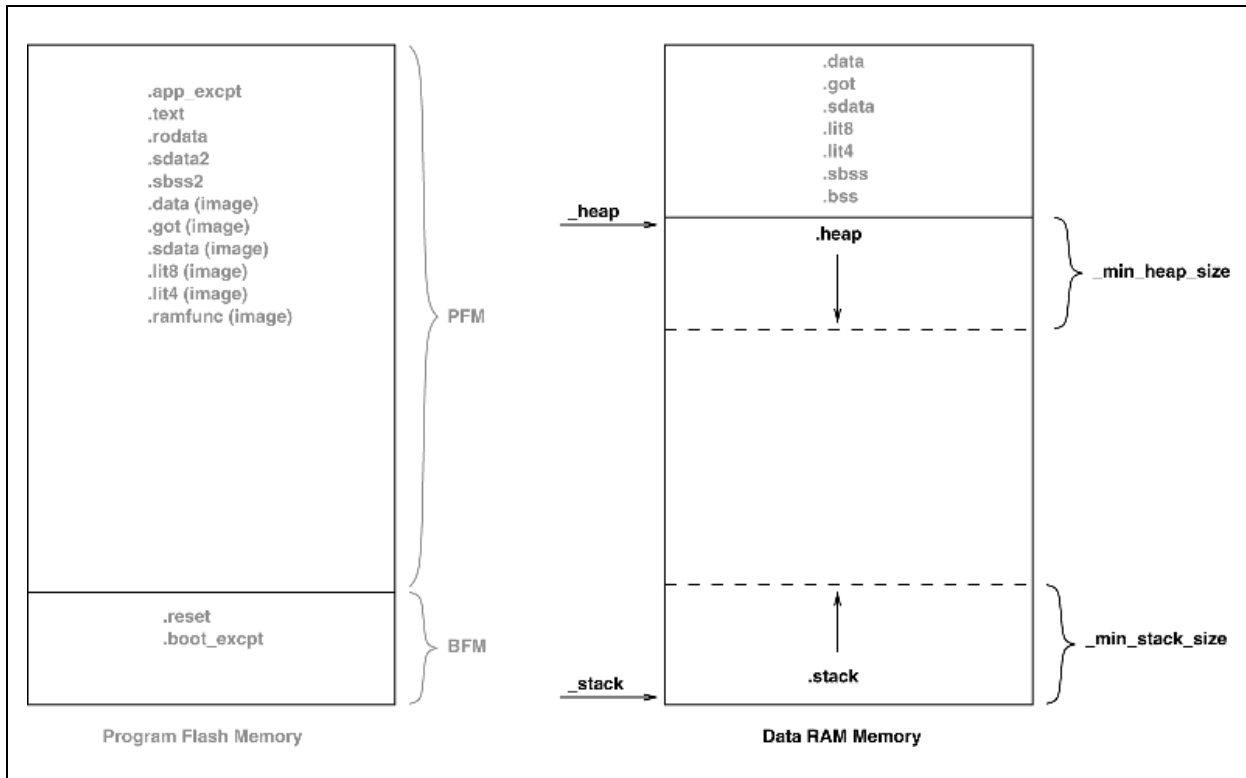 .app_excpt
.text
.rodata
.sdata2
.sbss2
.data (image)
.got (image)
.sdata (image)
.lit8 (image)
.lit4 (image)
.ramfunc (image)
PFM
.reset
.boot_excpt
BFM
Program Flash Memory
.data
.got
.sdata
.lit8
.lit4
.sbss
.bss
_heap
.heap
_min_heap_size
_min_stack_size
_stack
.stack
Data RAM Memory